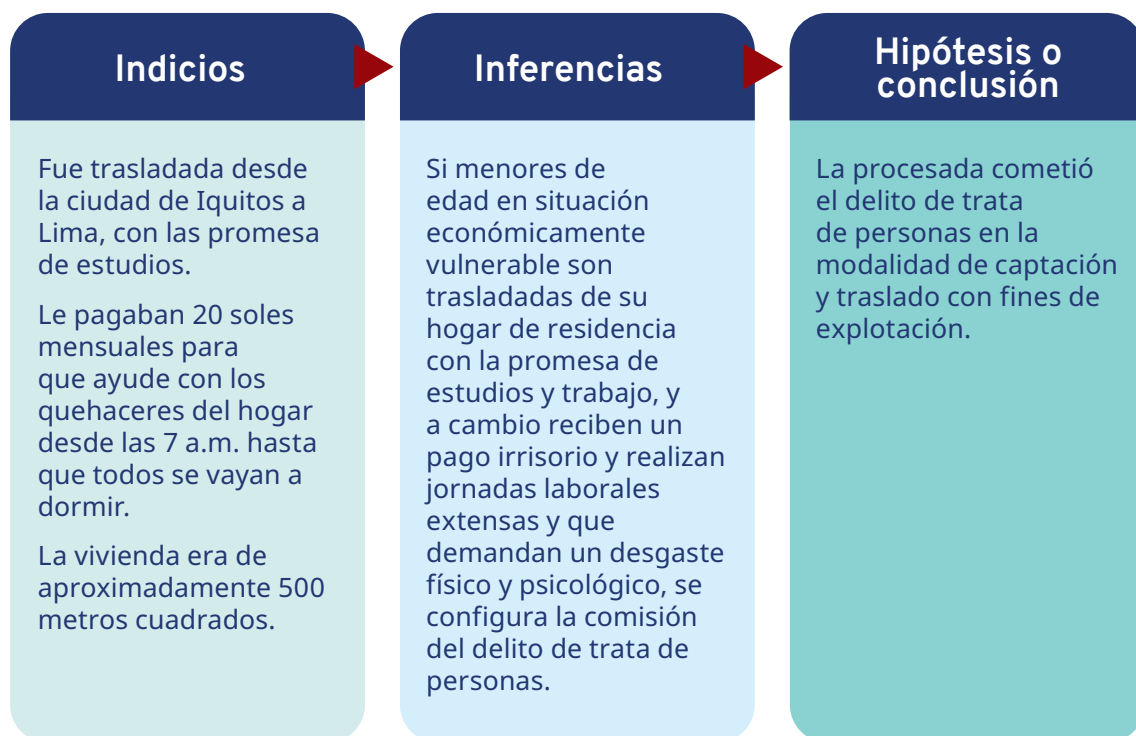 Indicios
Fue trasladada desde
la ciudad de Iquitos a
Lima, con las promesa
de estudios.
Le pagaban 20 soles
mensuales para
que ayude con los
quehaceres del hogar
desde las 7 a.m. hasta
que todos se vayan a
dormir.
La vivienda era de
aproximadamente 500
metros cuadrados.
Inferencias
Si menores de
edad en situación
económicamente
vulnerable son
trasladadas de su
hogar de residencia
con la promesa de
estudios y trabajo, y
a cambio reciben un
pago irrisorio y realizan
jornadas laborales
extensas y que
demandan un desgaste
físico y psicológico, se
configura la comisión
del delito de trata de
personas.
Hipótesis o
conclusión
La procesada cometió
el delito de trata
de personas en la
modalidad de captación
y traslado con fines de
explotación.